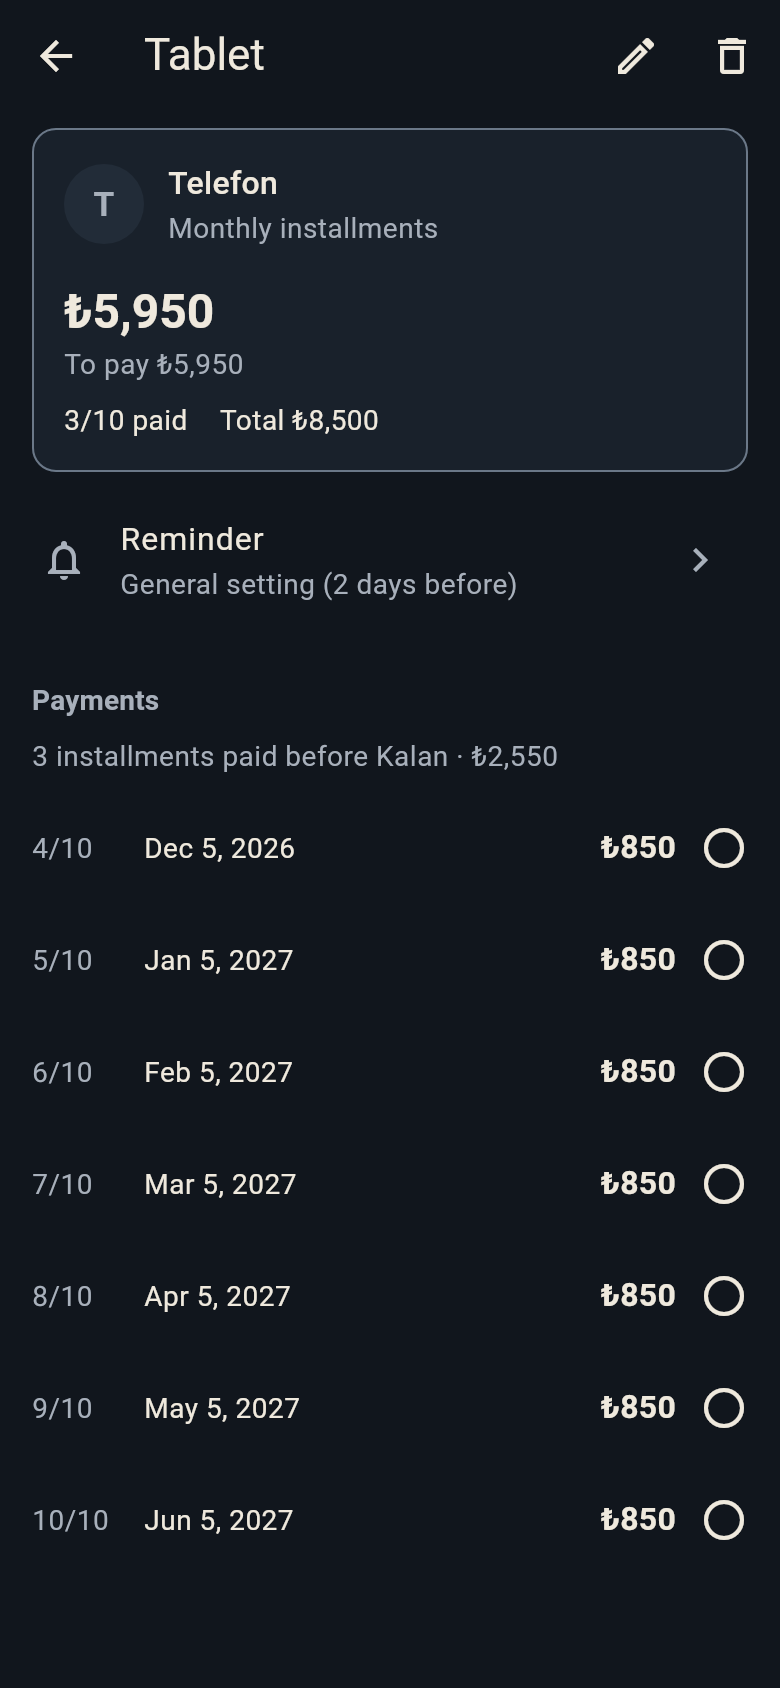 Tablet
T
Telefon
Monthly installments
₺5,950
To pay ₺5,950
3/10 paid Total ₺8,500
Reminder
General setting (2 days before)
Payments
3 installments paid before Kalan · ₺2,550
4/10 Dec 5, 2026 ₺850
5/10 Jan 5, 2027 ₺850
6/10 Feb 5, 2027 ₺850
7/10 Mar 5, 2027 ₺850
8/10 Apr 5, 2027 ₺850
9/10 May 5, 2027 ₺850
10/10 Jun 5, 2027 ₺850